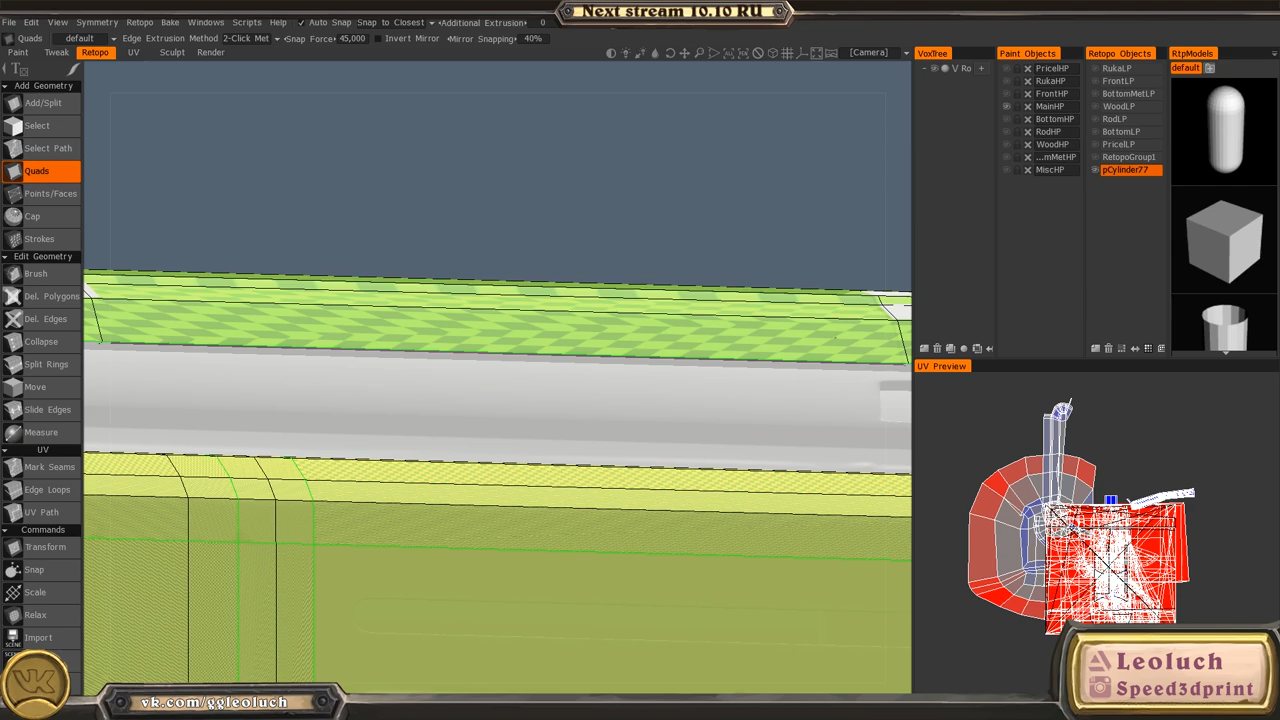 Next stream 10.10 RU
File Edit View Symmetry Retopo Bake Windows Scripts Help Auto Snap Snap to Closest Additional Extrusion 0
Quads default Edge Extrusion Method 2-Click Met Snap Force 45,000 Invert Mirror Mirror Snapping 40%
Paint Tweak Retopo UV Sculpt Render [Camera]
VoxTree Paint Objects Retopo Objects RtpModels
V Ro + default
PricelHP
RukaHP
FrontHP
MainHP
BottomHP
RodHP
WoodHP
...mMetHP
MiscHP
RukaLP
FrontLP
BottomMetLP
WoodLP
RodLP
BottomLP
PricelLP
RetopoGroup1
pCylinder77
Add Geometry
Add/Split
Select
Select Path
Quads
Points/Faces
Cap
Strokes
Edit Geometry
Brush
Del. Polygons
Del. Edges
Collapse
Split Rings
Move
Slide Edges
Measure
UV
Mark Seams
Edge Loops
UV Path
Commands
Transform
Snap
Scale
Relax
Import
SCENE
UV Preview
vk.com/ggleoluch
Leoluch
Speed3dprint